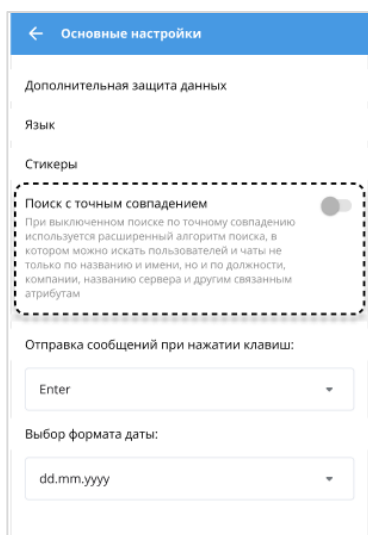 Основные настройки
Дополнительная защита данных
Язык
Стикеры
Поиск с точным совпадением
При выключенном поиске по точному совпадению
используется расширенный алгоритм поиска, в
котором можно искать пользователей и чаты не
только по названию и имени, но и по должности,
компании, названию сервера и другим связанным
атрибутам
Отправка сообщений при нажатии клавиш:
Enter
Выбор формата даты:
dd.mm.yyyy